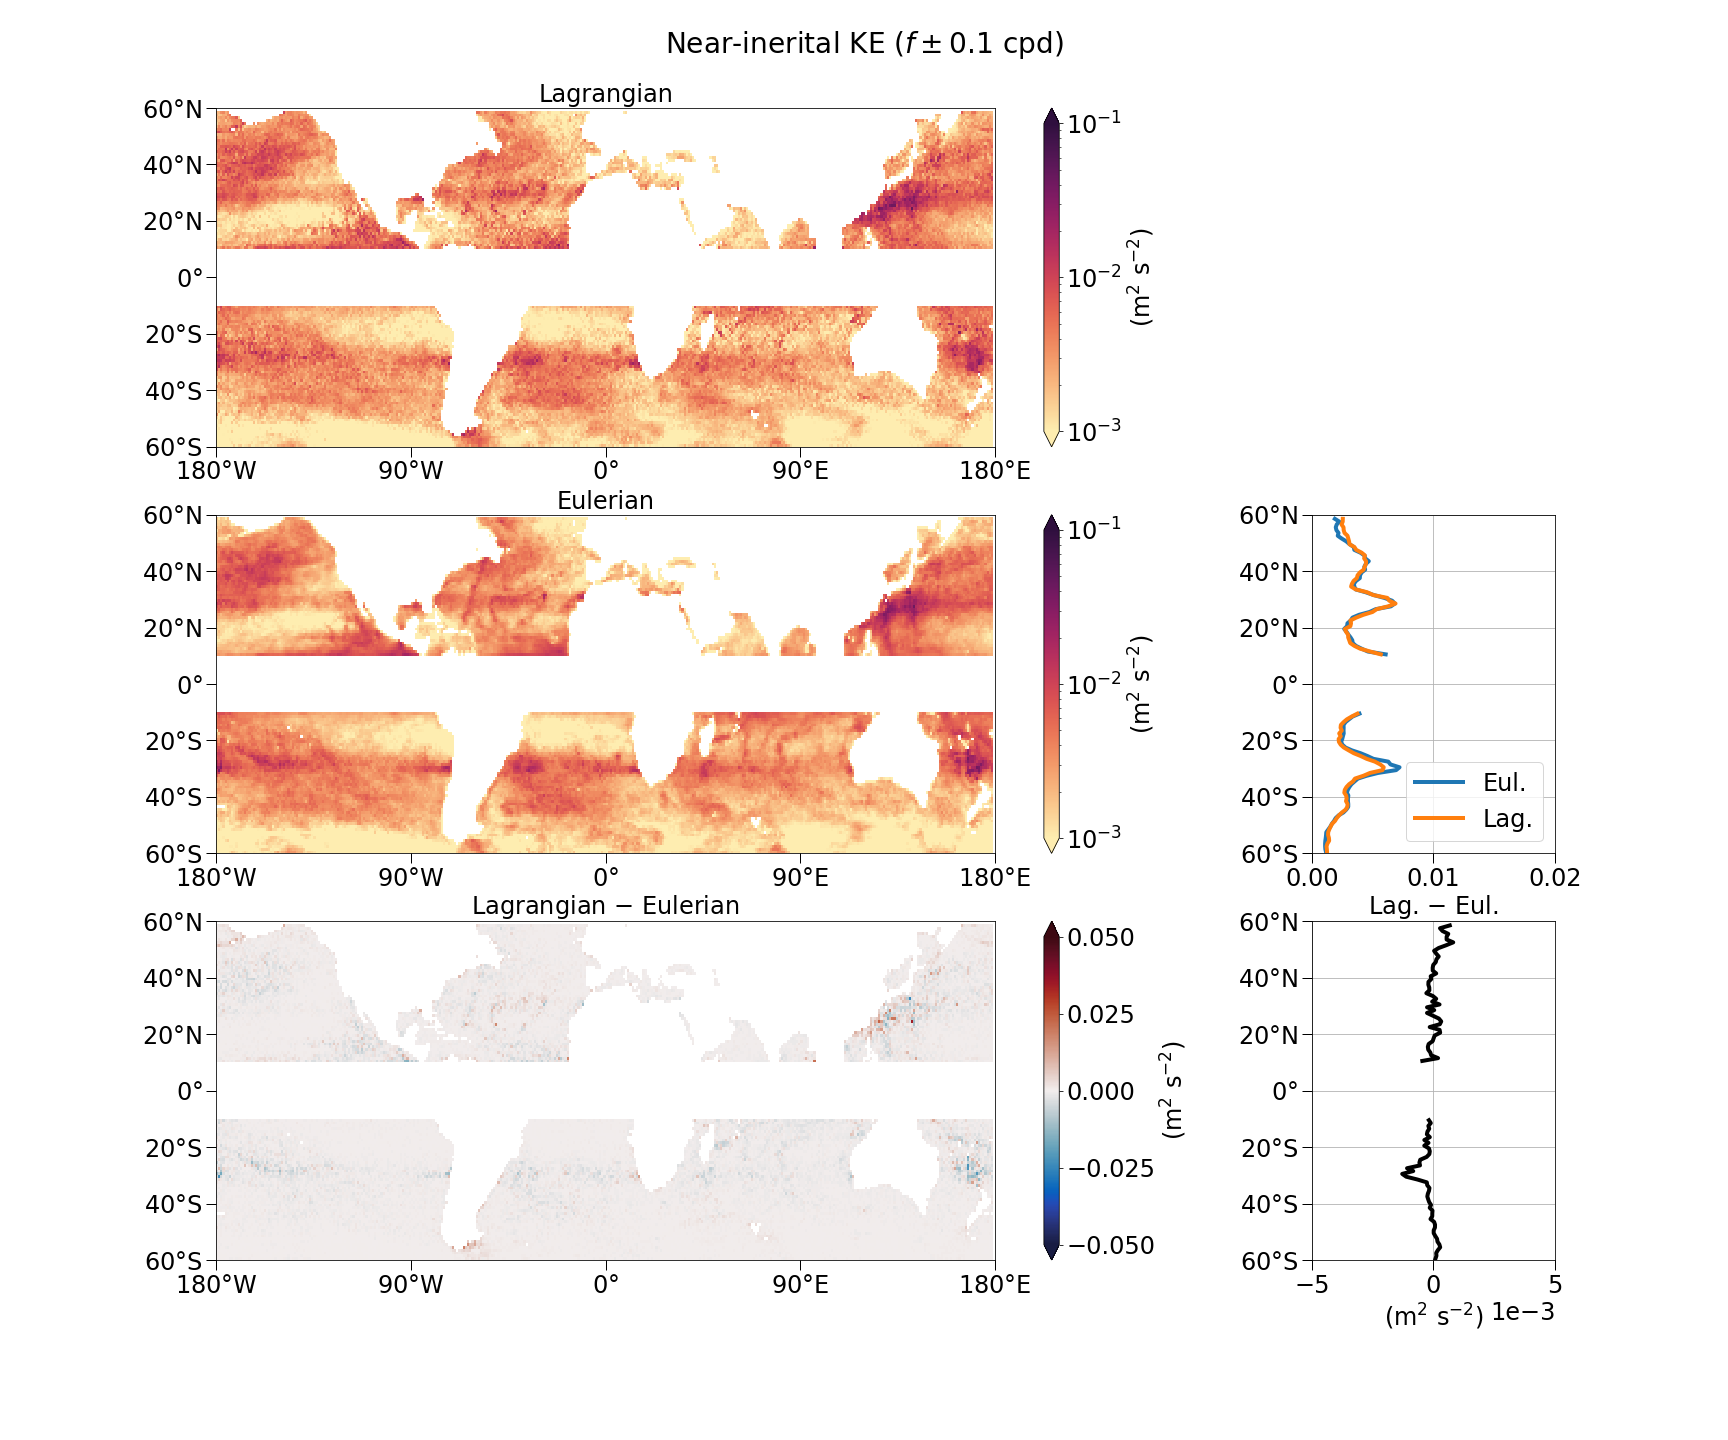 Near-inerital KE (f ± 0.1 cpd)
Lagrangian
60°N
40°N
20°N
0°
20°S
40°S
60°S
180°W 90°W 0° 90°E 180°E
10⁻¹
10⁻²
10⁻³
(m² s⁻²)
Eulerian
60°N
40°N
20°N
0°
20°S
40°S
60°S
180°W 90°W 0° 90°E 180°E
10⁻¹
10⁻²
10⁻³
(m² s⁻²)
60°N
40°N
20°N
0°
20°S
40°S
60°S
Eul.
Lag.
0.00 0.01 0.02
Lagrangian − Eulerian
60°N
40°N
20°N
0°
20°S
40°S
60°S
180°W 90°W 0° 90°E 180°E
0.050
0.025
0.000
−0.025
−0.050
(m² s⁻²)
Lag. − Eul.
60°N
40°N
20°N
0°
20°S
40°S
60°S
−5 0 5
(m² s⁻²) 1e−3